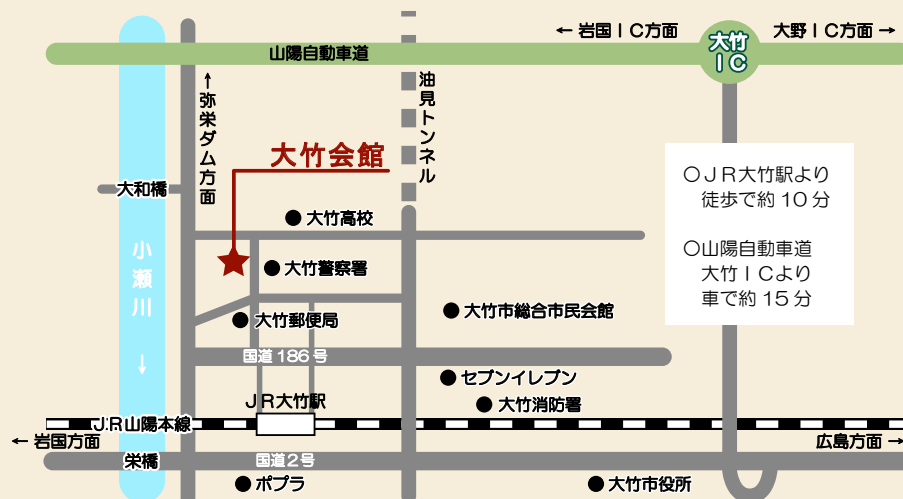 ← 岩国IC方面
大竹
IC
大野IC方面 →
山陽自動車道
←弥栄ダム方面
油見トンネル
大竹会館
大和橋
○JR大竹駅より
徒歩で約10分
○山陽自動車道
大竹ICより
車で約15分
●大竹高校
小瀬川 ↓
●大竹警察署
●大竹郵便局
●大竹市総合市民会館
国道186号
●セブンイレブン
JR大竹駅
●大竹消防署
JR山陽本線
← 岩国方面
広島方面 →
栄橋
国道2号
●ポプラ
●大竹市役所